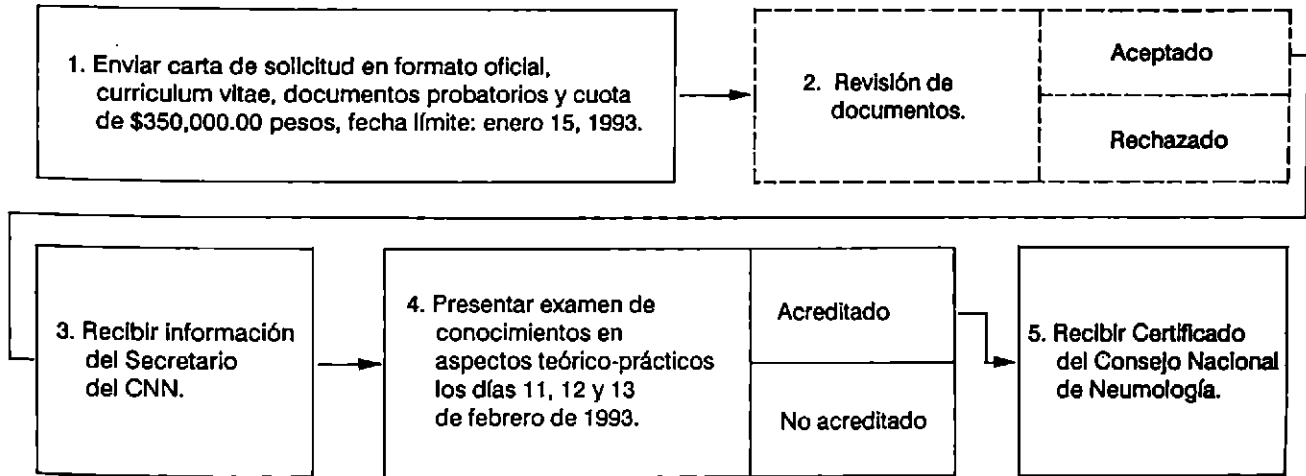 1. Enviar carta de solicitud en formato oficial,
curriculum vitae, documentos probatorios y cuota
de $350,000.00 pesos, fecha límite: enero 15, 1993.
2. Revisión de
documentos.
Aceptado
Rechazado
3. Recibir información
del Secretario
del CNN.
4. Presentar examen de
conocimientos en
aspectos teórico-prácticos
los días 11, 12 y 13
de febrero de 1993.
Acreditado
No acreditado
5. Recibir Certificado
del Consejo Nacional
de Neumología.